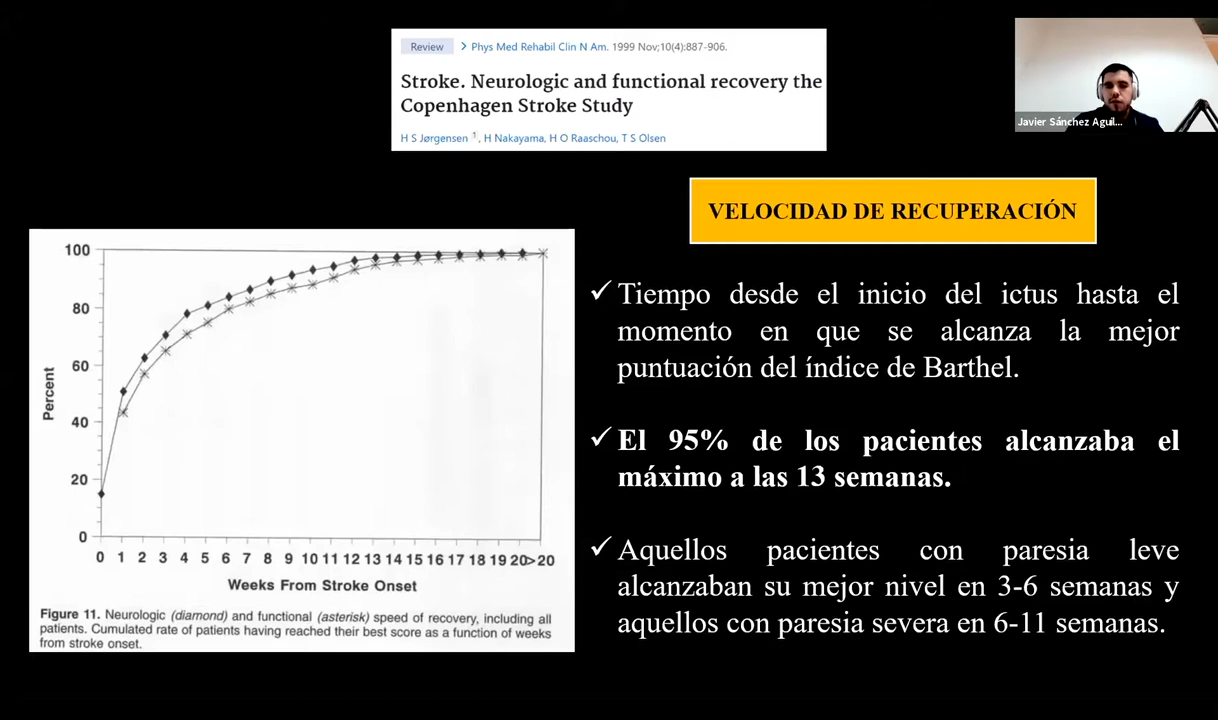 Review > Phys Med Rehabil Clin N Am. 1999 Nov;10(4):887-906.
Stroke. Neurologic and functional recovery the
Copenhagen Stroke Study
H S Jørgensen 1, H Nakayama, H O Raaschou, T S Olsen
Javier Sánchez Aguil...
VELOCIDAD DE RECUPERACIÓN
100
80
60
40
20
0
Percent
0 1 2 3 4 5 6 7 8 9 10 11 12 13 14 15 16 17 18 19 20 >20
Weeks From Stroke Onset
Figure 11. Neurologic (diamond) and functional (asterisk) speed of recovery, including all
patients. Cumulated rate of patients having reached their best score as a function of weeks
from stroke onset.
✓ Tiempo desde el inicio del ictus hasta el
momento en que se alcanza la mejor
puntuación del índice de Barthel.
✓ El 95% de los pacientes alcanzaba el
máximo a las 13 semanas.
✓ Aquellos pacientes con paresia leve
alcanzaban su mejor nivel en 3-6 semanas y
aquellos con paresia severa en 6-11 semanas.